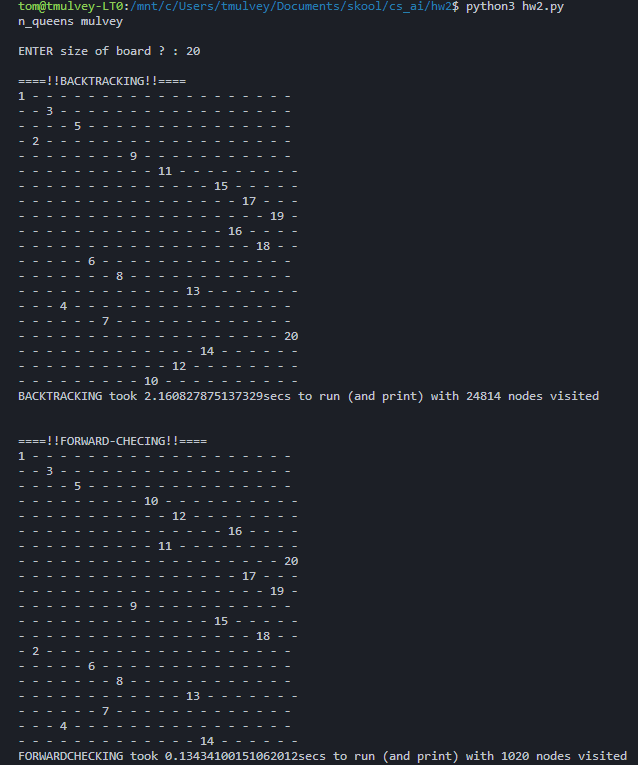 tom@tmulvey-LT0:/mnt/c/Users/tmulvey/Documents/skool/cs_ai/hw2$ python3 hw2.py
n_queens mulvey
ENTER size of board ? : 20
====!!BACKTRACKING!!====
1 - - - - - - - - - - - - - - - - - - -
- - 3 - - - - - - - - - - - - - - - - -
- - - - 5 - - - - - - - - - - - - - - -
- 2 - - - - - - - - - - - - - - - - - -
- - - - - - - - 9 - - - - - - - - - - -
- - - - - - - - - - 11 - - - - - - - - -
- - - - - - - - - - - - - - 15 - - - - -
- - - - - - - - - - - - - - - - 17 - - -
- - - - - - - - - - - - - - - - - - 19 -
- - - - - - - - - - - - - - - 16 - - - -
- - - - - - - - - - - - - - - - - 18 - -
- - - - - 6 - - - - - - - - - - - - - -
- - - - - - - 8 - - - - - - - - - - - -
- - - - - - - - - - - - 13 - - - - - - -
- - - 4 - - - - - - - - - - - - - - - -
- - - - - - 7 - - - - - - - - - - - - -
- - - - - - - - - - - - - - - - - - - 20
- - - - - - - - - - - - - 14 - - - - - -
- - - - - - - - - - - 12 - - - - - - - -
- - - - - - - - - 10 - - - - - - - - - -
BACKTRACKING took 2.160827875137329secs to run (and print) with 24814 nodes visited
====!!FORWARD-CHECING!!====
1 - - - - - - - - - - - - - - - - - - -
- - 3 - - - - - - - - - - - - - - - - -
- - - - 5 - - - - - - - - - - - - - - -
- - - - - - - - - 10 - - - - - - - - - -
- - - - - - - - - - - 12 - - - - - - - -
- - - - - - - - - - - - - - - 16 - - - -
- - - - - - - - - - 11 - - - - - - - - -
- - - - - - - - - - - - - - - - - - - 20
- - - - - - - - - - - - - - - - 17 - - -
- - - - - - - - - - - - - - - - - - 19 -
- - - - - - - - 9 - - - - - - - - - - -
- - - - - - - - - - - - - - 15 - - - - -
- - - - - - - - - - - - - - - - - 18 - -
- 2 - - - - - - - - - - - - - - - - - -
- - - - - 6 - - - - - - - - - - - - - -
- - - - - - - 8 - - - - - - - - - - - -
- - - - - - - - - - - - 13 - - - - - - -
- - - - - - 7 - - - - - - - - - - - - -
- - - 4 - - - - - - - - - - - - - - - -
- - - - - - - - - - - - - 14 - - - - - -
FORWARDCHECKING took 0.13434100151062012secs to run (and print) with 1020 nodes visited